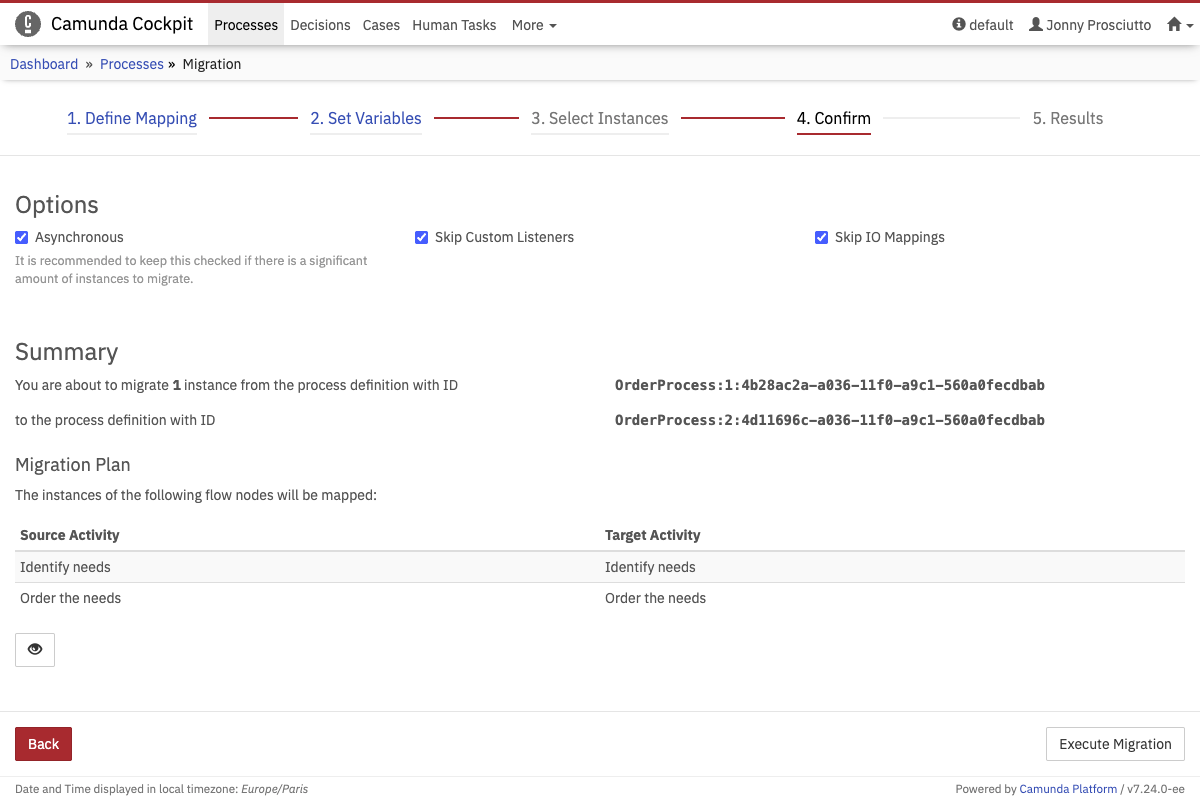 Camunda Cockpit Processes Decisions Cases Human Tasks More default Jonny Prosciutto
Dashboard » Processes » Migration
1. Define Mapping 2. Set Variables 3. Select Instances 4. Confirm 5. Results
Options
Asynchronous Skip Custom Listeners Skip IO Mappings
It is recommended to keep this checked if there is a significant
amount of instances to migrate.
Summary
You are about to migrate 1 instance from the process definition with ID OrderProcess:1:4b28ac2a-a036-11f0-a9c1-560a0fecdbab
to the process definition with ID OrderProcess:2:4d11696c-a036-11f0-a9c1-560a0fecdbab
Migration Plan
The instances of the following flow nodes will be mapped:
Source Activity Target Activity
Identify needs Identify needs
Order the needs Order the needs
Back Execute Migration
Date and Time displayed in local timezone: Europe/Paris Powered by Camunda Platform / v7.24.0-ee